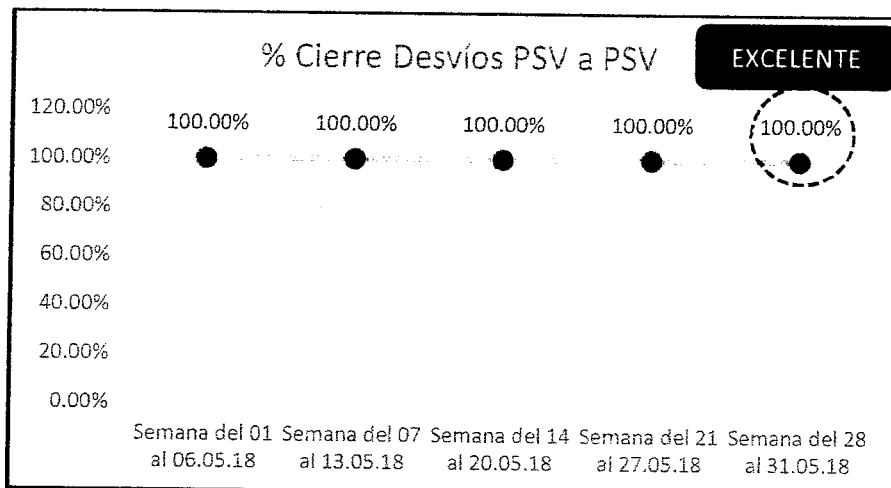 % Cierre Desvíos PSV a PSV
EXCELENTE
120.00%
100.00%
80.00%
60.00%
40.00%
20.00%
0.00%
100.00%
100.00%
100.00%
100.00%
100.00%
Semana del 01
al 06.05.18
Semana del 07
al 13.05.18
Semana del 14
al 20.05.18
Semana del 21
al 27.05.18
Semana del 28
al 31.05.18